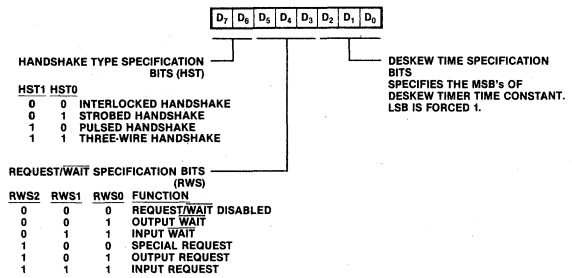 D7 D6 D5 D4 D3 D2 D1 D0
HANDSHAKE TYPE SPECIFICATION
BITS (HST)
HST1 HST0
0 0 INTERLOCKED HANDSHAKE
0 1 STROBED HANDSHAKE
1 0 PULSED HANDSHAKE
1 1 THREE-WIRE HANDSHAKE
DESKEW TIME SPECIFICATION
BITS
SPECIFIES THE MSB's OF
DESKEW TIMER TIME CONSTANT.
LSB IS FORCED 1.
REQUEST/WAIT SPECIFICATION BITS
(RWS)
RWS2 RWS1 RWS0 FUNCTION
0 0 0 REQUEST/WAIT DISABLED
0 0 1 OUTPUT WAIT
0 1 1 INPUT WAIT
1 0 0 SPECIAL REQUEST
1 0 1 OUTPUT REQUEST
1 1 1 INPUT REQUEST